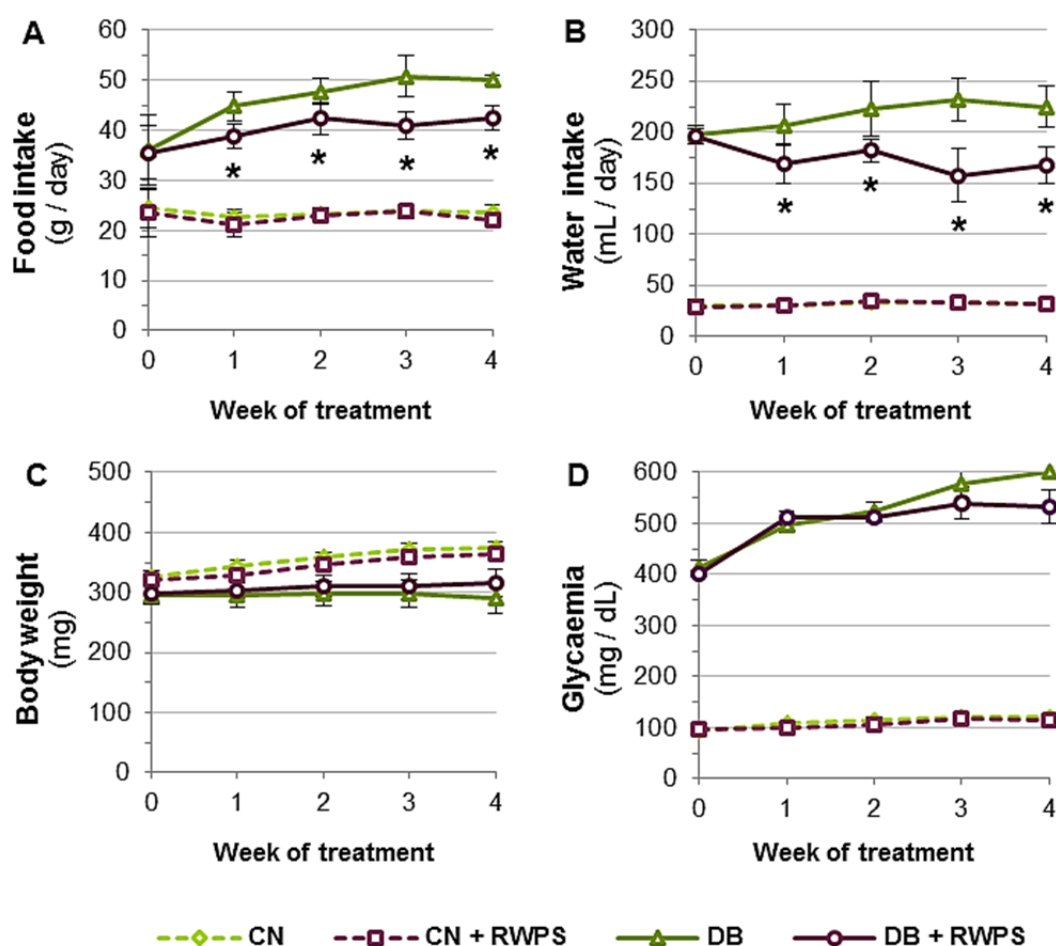 A
Food intake
(g / day)
60
50
40
30
20
10
0
* * * *
0 1 2 3 4
Week of treatment
B
Water intake
(mL / day)
300
250
200
150
100
50
0
* * * *
0 1 2 3 4
Week of treatment
C
Body weight
(mg)
500
400
300
200
100
0
0 1 2 3 4
Week of treatment
D
Glycaemia
(mg / dL)
600
500
400
300
200
100
0
0 1 2 3 4
Week of treatment
CN CN + RWPS DB DB + RWPS